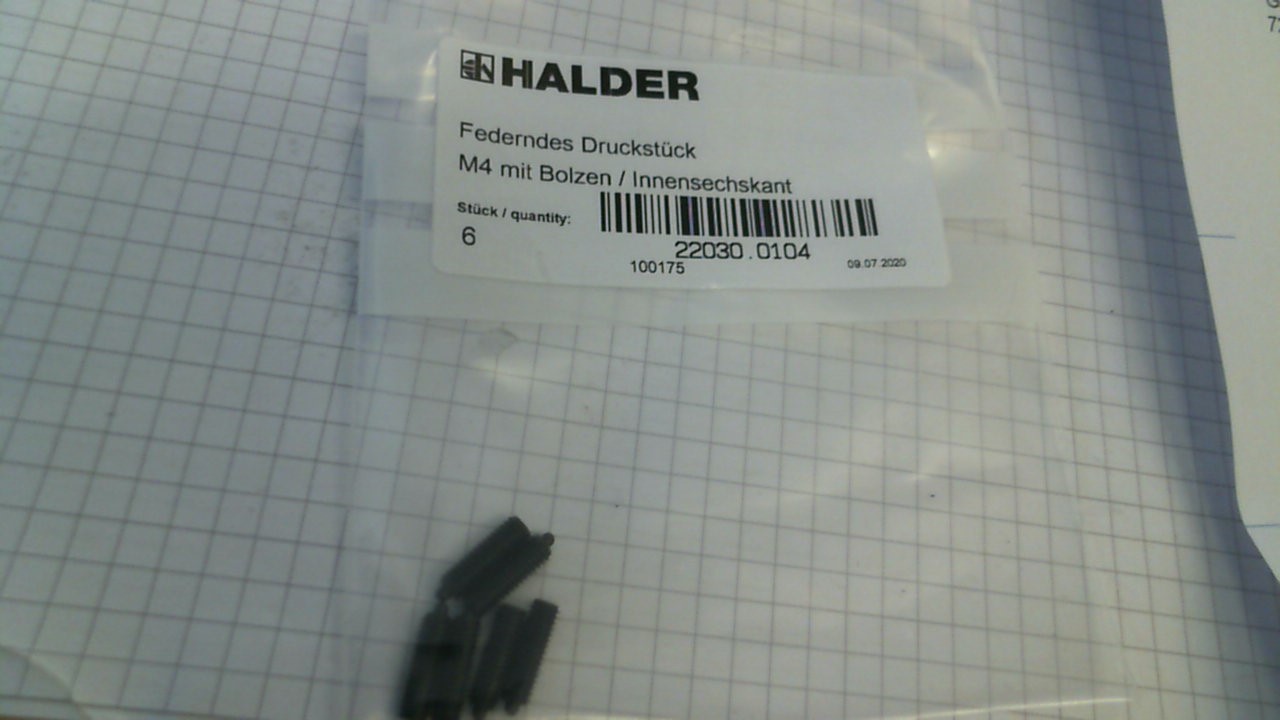 HALDER
Federndes Druckstück
M4 mit Bolzen / Innensechskant
Stück / quantity:
6
22030.0104
100175
09.07.2020